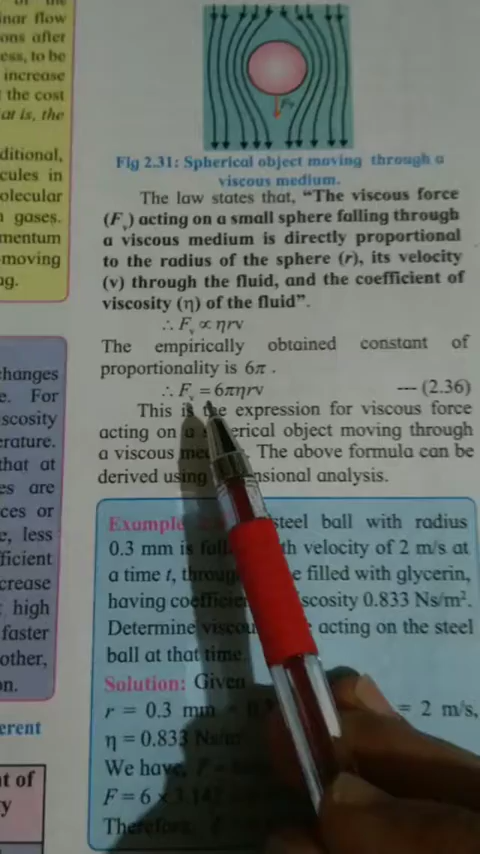 inar flow
ons after
ess, to be
increase
the cost
at is, the
ditional,
cules in
olecular
gases.
mentum
moving
ng.
changes
e. For
scosity
erature.
that at
es are
ces or
e, less
fficient
crease
high
faster
other,
on.
erent
nt of
y
Fig 2.31: Spherical object moving through a
viscous medium.
The law states that, "The viscous force
(Fv) acting on a small sphere falling through
a viscous medium is directly proportional
to the radius of the sphere (r), its velocity
(v) through the fluid, and the coefficient of
viscosity (η) of the fluid".
∴ Fv ∝ ηrv
The empirically obtained constant of
proportionality is 6π .
∴ Fv = 6πηrv --- (2.36)
This is the expression for viscous force
acting on a spherical object moving through
a viscous The above formula can be
derived using analysis.
Example steel ball with radius
0.3 mm is velocity of 2 m/s at
a time t, filled with glycerin,
having 0.833 Ns/m².
Determine acting on the steel
ball at that time.
Solution: Given
r = 0.3 mm = 2 m/s,
η = 0.833 Ns/m²
We have, F
F = 6 × 3.142
Therefore,